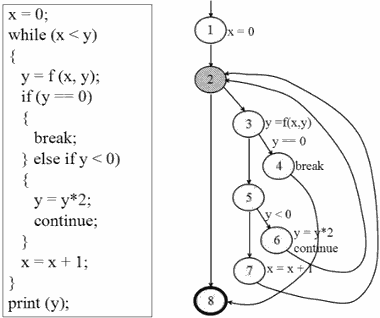 x = 0;
while (x < y)
{
y = f (x, y);
if (y == 0)
{
break;
} else if y < 0)
{
y = y*2;
continue;
}
x = x + 1;
}
print (y);
1
x = 0
2
3
y =f(x,y)
y == 0
4
break
5
y < 0
6
y = y*2
continue
7
x = x + 1
8